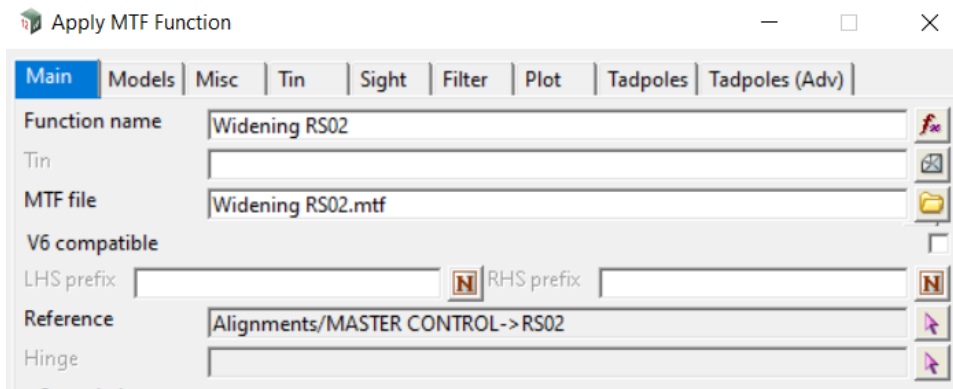 Apply MTF Function
Main Models Misc Tin Sight Filter Plot Tadpoles Tadpoles (Adv)
Function name Widening RS02
Tin
MTF file Widening RS02.mtf
V6 compatible
LHS prefix N RHS prefix N
Reference Alignments/MASTER CONTROL->RS02
Hinge